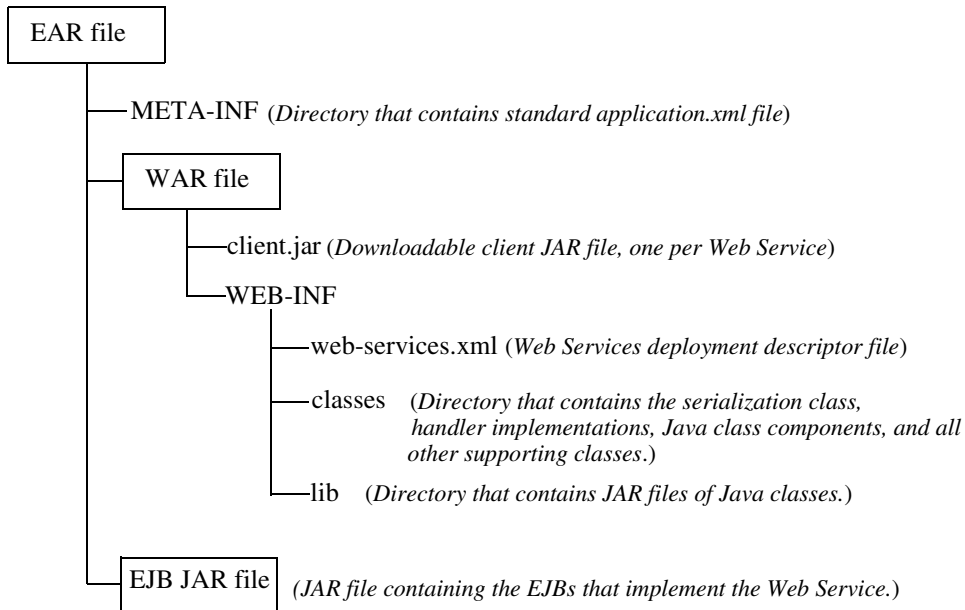 EAR file
META-INF (Directory that contains standard application.xml file)
WAR file
client.jar (Downloadable client JAR file, one per Web Service)
WEB-INF
web-services.xml (Web Services deployment descriptor file)
classes (Directory that contains the serialization class,
handler implementations, Java class components, and all
other supporting classes.)
lib (Directory that contains JAR files of Java classes.)
EJB JAR file (JAR file containing the EJBs that implement the Web Service.)